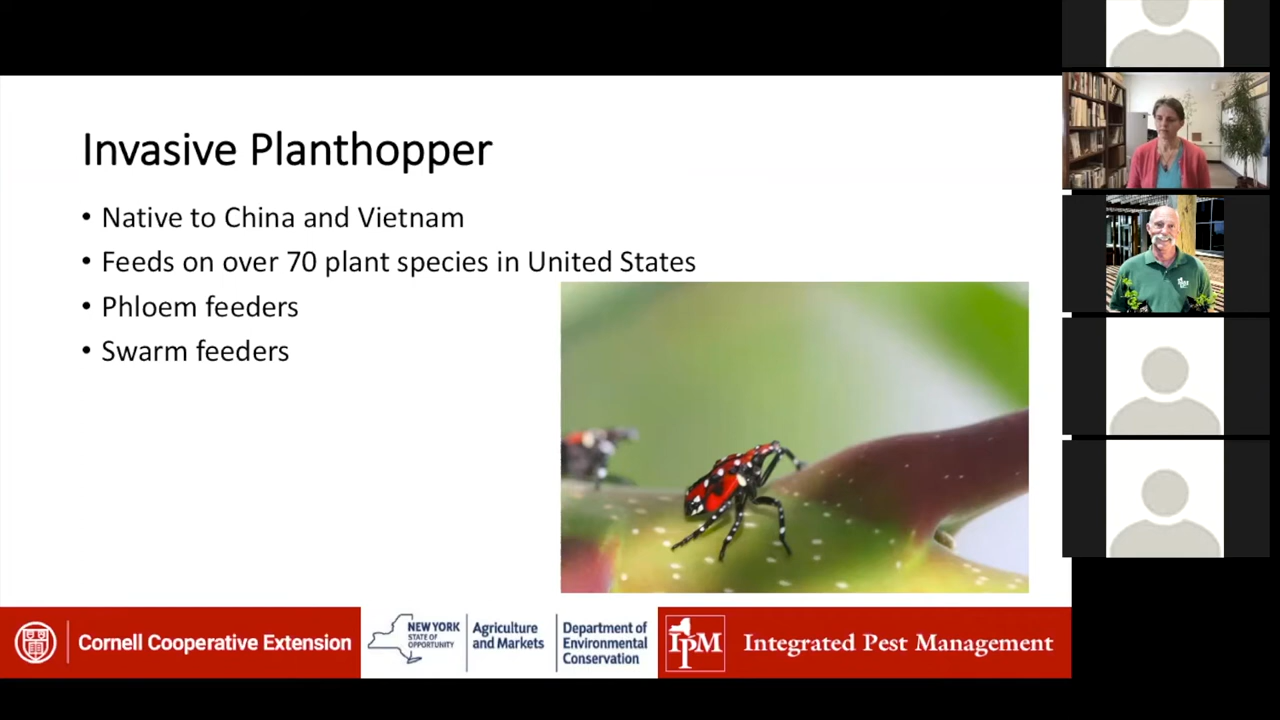 Invasive Planthopper
• Native to China and Vietnam
• Feeds on over 70 plant species in United States
• Phloem feeders
• Swarm feeders
Cornell Cooperative Extension
NEW YORK
STATE OF
OPPORTUNITY
Agriculture
and Markets
Department of
Environmental
Conservation
IPM
Integrated Pest Management